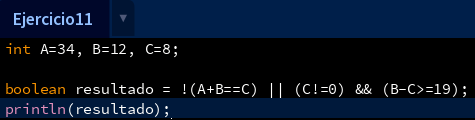 Ejercicio11 ▼
int A=34, B=12, C=8;
boolean resultado = !(A+B==C) || (C!=0) && (B-C>=19);
println(resultado);